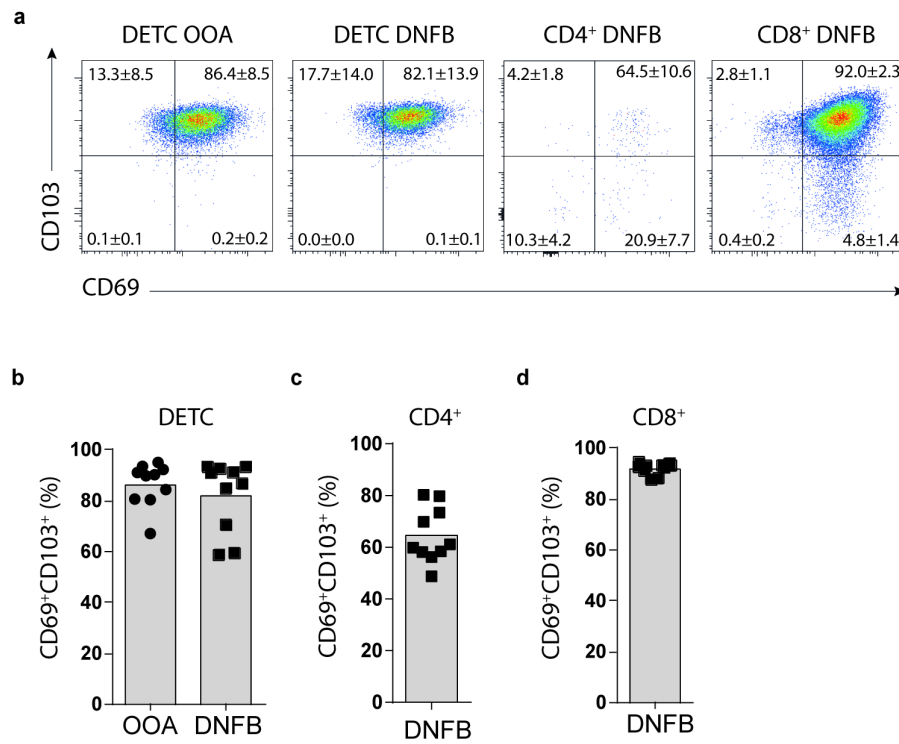 a
DETC OOA DETC DNFB CD4⁺ DNFB CD8⁺ DNFB
13.3±8.5 86.4±8.5 17.7±14.0 82.1±13.9 4.2±1.8 64.5±10.6 2.8±1.1 92.0±2.3
CD103
0.1±0.1 0.2±0.2 0.0±0.0 0.1±0.1 10.3±4.2 20.9±7.7 0.4±0.2 4.8±1.4
CD69
b
DETC
CD69⁺CD103⁺ (%)
100
80
60
40
20
0
OOA DNFB
c
CD4⁺
CD69⁺CD103⁺ (%)
100
80
60
40
20
0
DNFB
d
CD8⁺
CD69⁺CD103⁺ (%)
100
80
60
40
20
0
DNFB